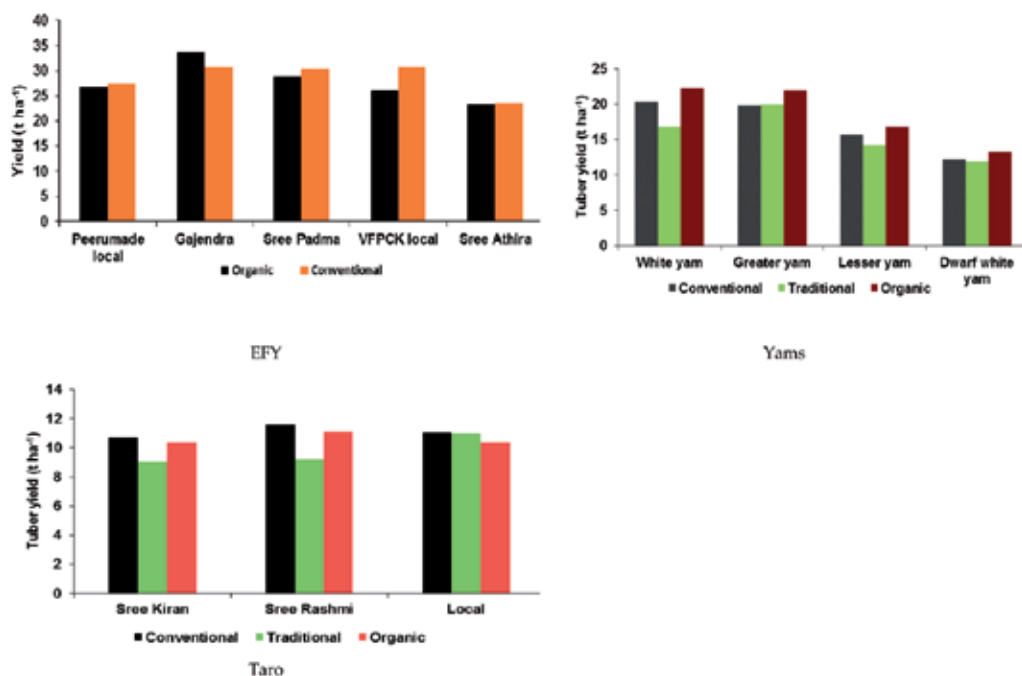 40
35
30
25
20
15
10
5
0
Yield (t ha⁻¹)
Peerumade local
Gajendra
Sree Padma
VFPCK local
Sree Athira
Organic
Conventional
EFY
25
20
15
10
5
0
Tuber yield (t ha⁻¹)
White yam
Greater yam
Lesser yam
Dwarf white yam
Conventional
Traditional
Organic
Yams
14
12
10
8
6
4
2
0
Tuber yield (t ha⁻¹)
Sree Kiran
Sree Rashmi
Local
Conventional
Traditional
Organic
Taro